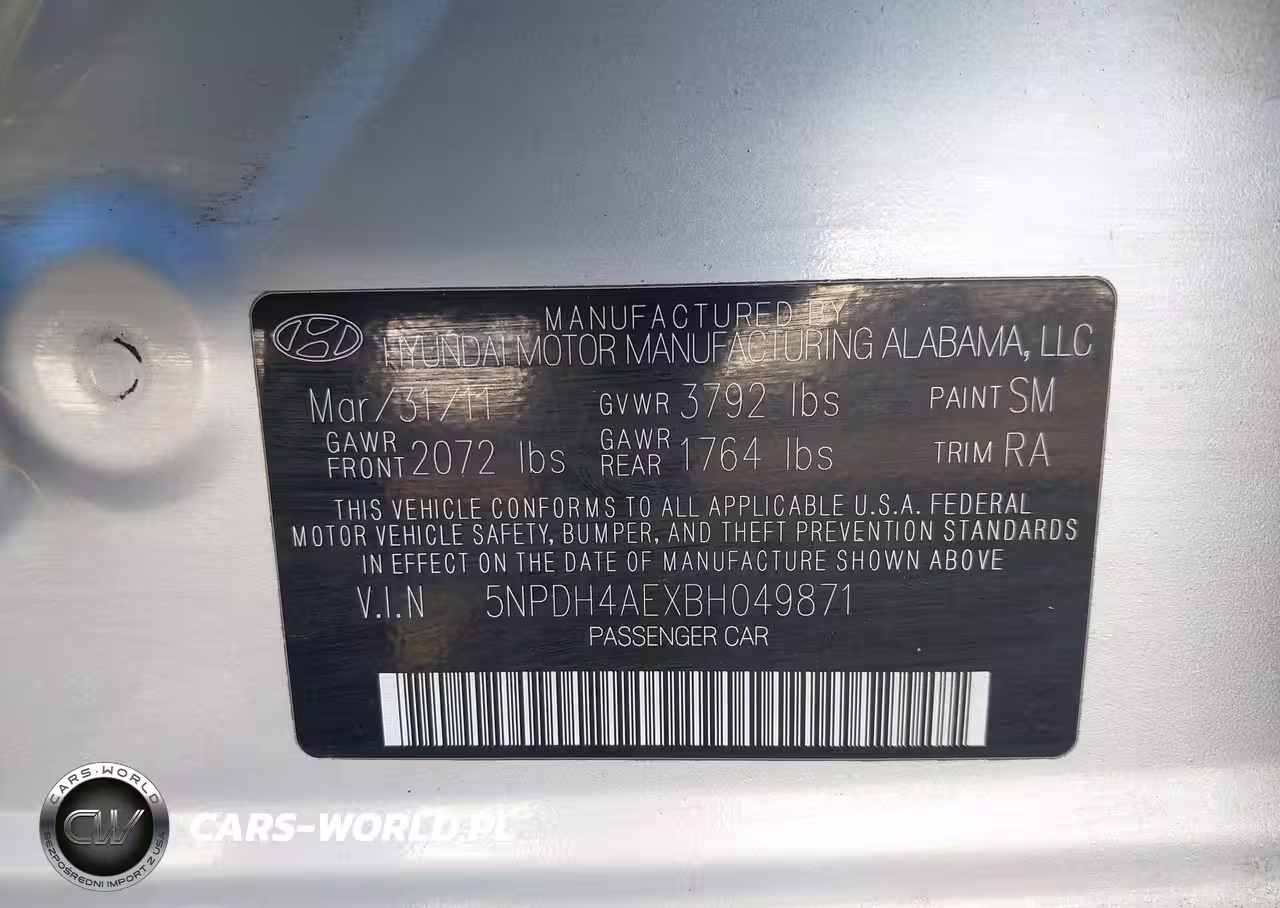 MANUFACTURED BY
HYUNDAI MOTOR MANUFACTURING ALABAMA, LLC
Mar/31/11 GVWR 3792 lbs PAINT SM
GAWR FRONT 2072 lbs GAWR REAR 1764 lbs TRIM RA
THIS VEHICLE CONFORMS TO ALL APPLICABLE U.S.A. FEDERAL
MOTOR VEHICLE SAFETY, BUMPER, AND THEFT PREVENTION STANDARDS
IN EFFECT ON THE DATE OF MANUFACTURE SHOWN ABOVE
V.I.N 5NPDH4AEXBH049871
PASSENGER CAR
CARS-WORLD
CW
BEZPOŚREDNI IMPORT Z USA
CARS-WORLD.PL